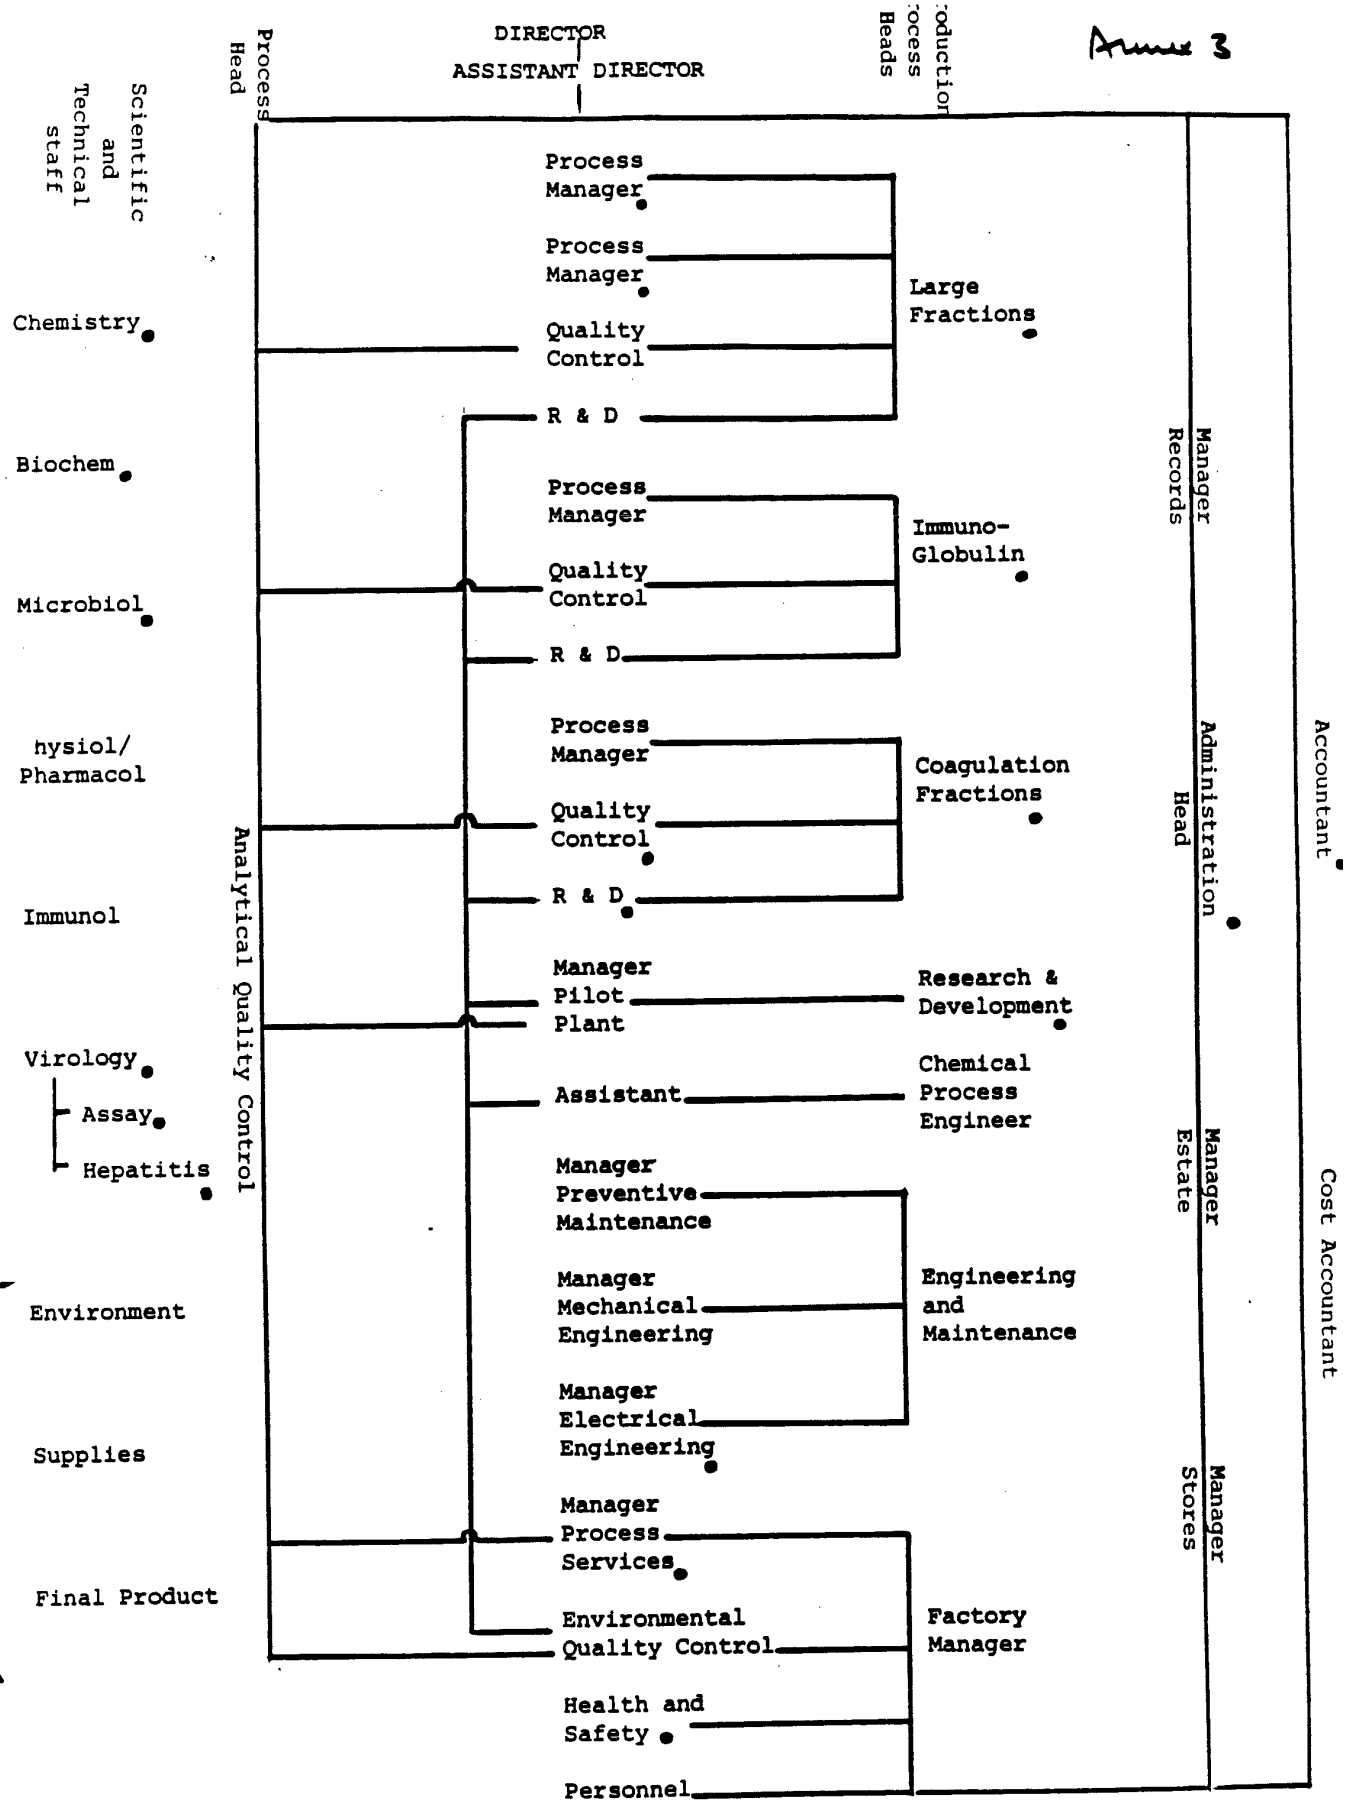 Annex 3
DIRECTOR
ASSISTANT DIRECTOR
Scientific
and
Technical
staff
Process
Head
roduction
rocess
Heads
Chemistry
Biochem
Microbiol
hysiol/
Pharmacol
Immunol
Virology
Assay
Hepatitis
Environment
Supplies
Final Product
Analytical Quality Control
Process
Manager
Process
Manager
Quality
Control
R & D
Large
Fractions
Process
Manager
Quality
Control
R & D
Immuno-
Globulin
Process
Manager
Quality
Control
R & D
Coagulation
Fractions
Manager
Pilot
Plant
Research &
Development
Assistant
Chemical
Process
Engineer
Manager
Preventive
Maintenance
Manager
Mechanical
Engineering
Manager
Electrical
Engineering
Engineering
and
Maintenance
Manager
Process
Services
Environmental
Quality Control
Health and
Safety
Personnel
Factory
Manager
Manager
Records
Administration
Head
Manager
Estate
Manager
Stores
Accountant
Cost Accountant